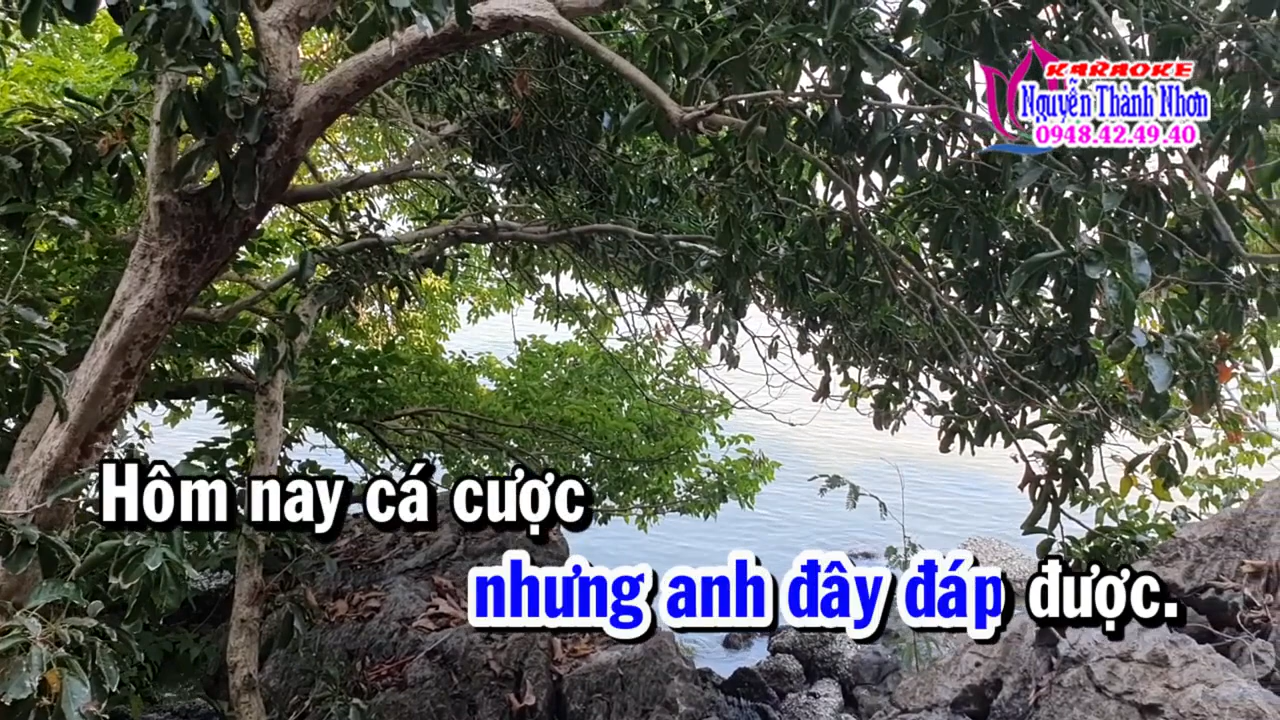 KARAOKE
Nguyễn Thành Nhơn
0948.42.49.40
Hôm nay cá cược
nhưng anh đây đáp được.